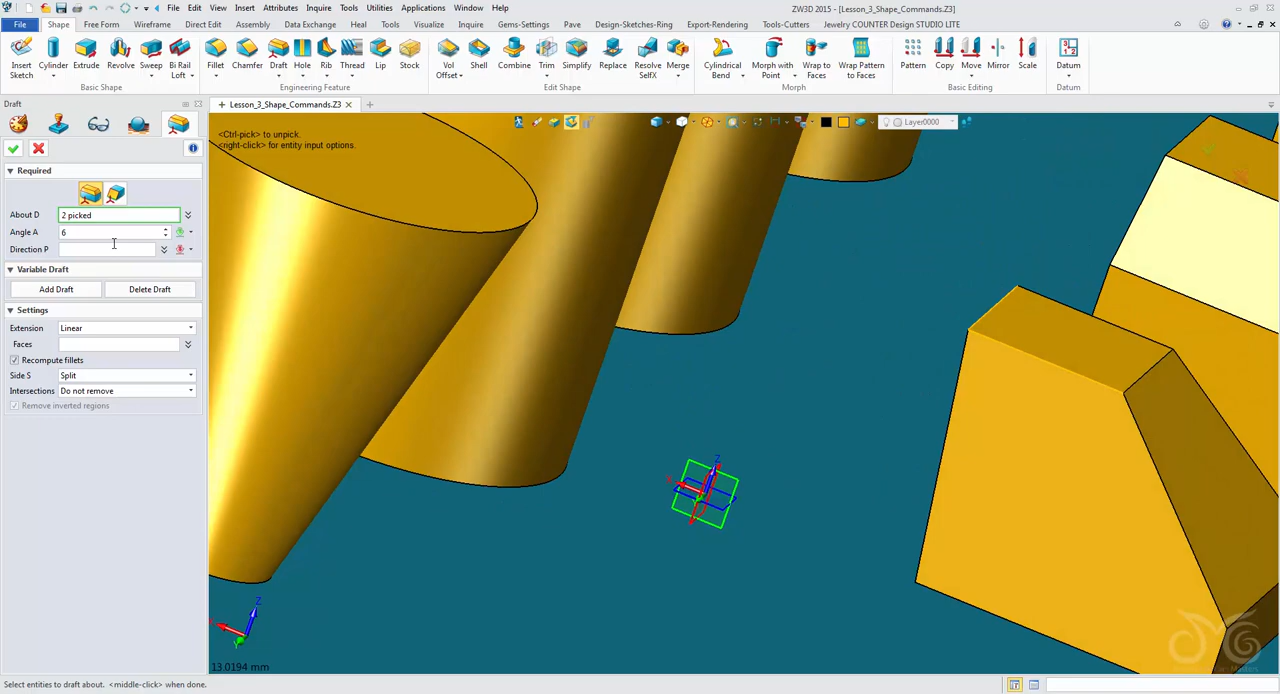 File Edit View Insert Attributes Inquire Tools Utilities Applications Window Help
ZW3D 2015 - [Lesson_3_Shape_Commands.Z3]
File Shape Free Form Wireframe Direct Edit Assembly Data Exchange Heal Tools Visualize Inquire Gems-Settings Pave Design-Sketches-Ring Export-Rendering Tools-Cutters Jewelry COUNTER Design STUDIO LITE
Insert Sketch Cylinder Extrude Revolve Sweep Bi Rail Loft Fillet Chamfer Draft Hole Rib Thread Lip Stock Vol Offset Shell Combine Trim Simplify Replace Resolve SelfX Merge Cylindrical Bend Morph with Point Wrap to Faces Wrap Pattern to Faces Pattern Copy Move Mirror Scale Datum
Basic Shape Engineering Feature Edit Shape Morph Basic Editing Datum
Draft
Lesson_3_Shape_Commands.Z3
<Ctrl-pick> to unpick.
<right-click> for entity input options.
Layer0000
Required
About D 2 picked
Angle A 6
Direction P
Variable Draft
Add Draft Delete Draft
Settings
Extension Linear
Faces
Recompute fillets
Side S Split
Intersections Do not remove
Remove inverted regions
Z
Z
Y
13.0194 mm
Select entities to draft about. <middle-click> when done.